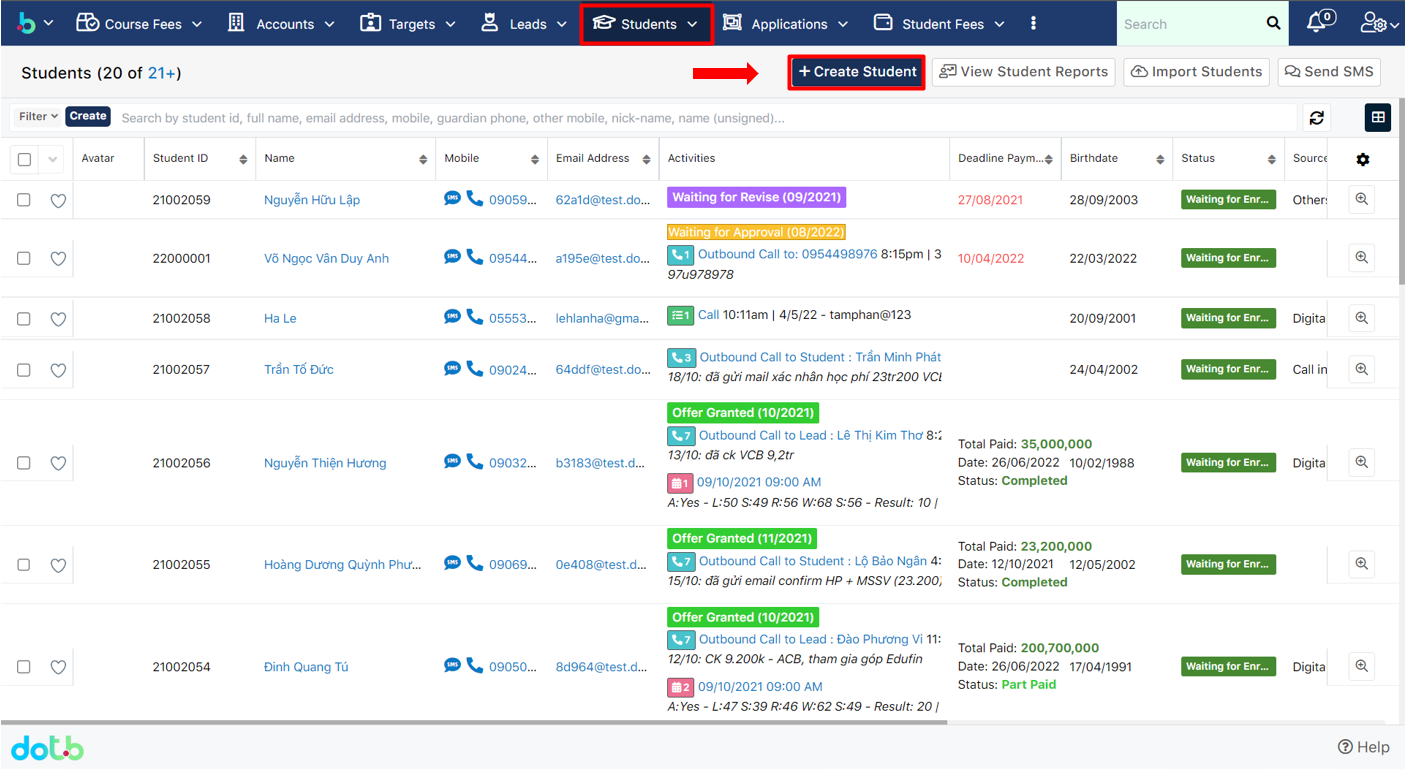 b Course Fees Accounts Targets Leads Students Applications Student Fees Search 0
Students (20 of 21+) + Create Student View Student Reports Import Students Send SMS
Filter Create Search by student id, full name, email address, mobile, guardian phone, other mobile, nick-name, name (unsigned)...
Avatar Student ID Name Mobile Email Address Activities Deadline Paym... Birthdate Status Source
21002059 Nguyễn Hữu Lập SMS 09059... 62a1d@test.do... Waiting for Revise (09/2021) 27/08/2021 28/09/2003 Waiting for Enr... Others
Waiting for Approval (08/2022)
22000001 Võ Ngọc Vân Duy Anh SMS 09544... a195e@test.do... 1 Outbound Call to: 0954498976 8:15pm | 3 10/04/2022 22/03/2022 Waiting for Enr...
97u978978
21002058 Ha Le SMS 05553... lehlanha@gma... 1 Call 10:11am | 4/5/22 - tamphan@123 20/09/2001 Waiting for Enr... Digita
21002057 Trần Tố Đức SMS 09024... 64ddf@test.do... 3 Outbound Call to Student : Trần Minh Phát 24/04/2002 Waiting for Enr... Call in
18/10: đã gửi mail xác nhận học phí 23tr200 VCB
Offer Granted (10/2021)
7 Outbound Call to Lead : Lê Thị Kim Thơ 8:2
13/10: đã ck VCB 9,2tr
21002056 Nguyễn Thiện Hương SMS 09032... b3183@test.d... Total Paid: 35,000,000
Date: 26/06/2022 10/02/1988 Waiting for Enr... Digita
Status: Completed
1 09/10/2021 09:00 AM
A:Yes - L:50 S:49 R:56 W:68 S:56 - Result: 10 |
Offer Granted (11/2021)
21002055 Hoàng Dương Quỳnh Phư... SMS 09069... 0e408@test.d... 7 Outbound Call to Student : Lộ Bảo Ngân 4:
15/10: đã gửi email confirm HP + MSSV (23.200)
Total Paid: 23,200,000
Date: 12/10/2021 12/05/2002 Waiting for Enr...
Status: Completed
Offer Granted (10/2021)
7 Outbound Call to Lead : Đào Phương Vi 11:
12/10: CK 9.200k - ACB, tham gia góp Edufin
21002054 Đinh Quang Tú SMS 09050... 8d964@test.d... Total Paid: 200,700,000
Date: 26/06/2022 17/04/1991 Waiting for Enr... Digita
Status: Part Paid
2 09/10/2021 09:00 AM
A:Yes - L:47 S:39 R:46 W:62 S:49 - Result: 20 |
dotb Help